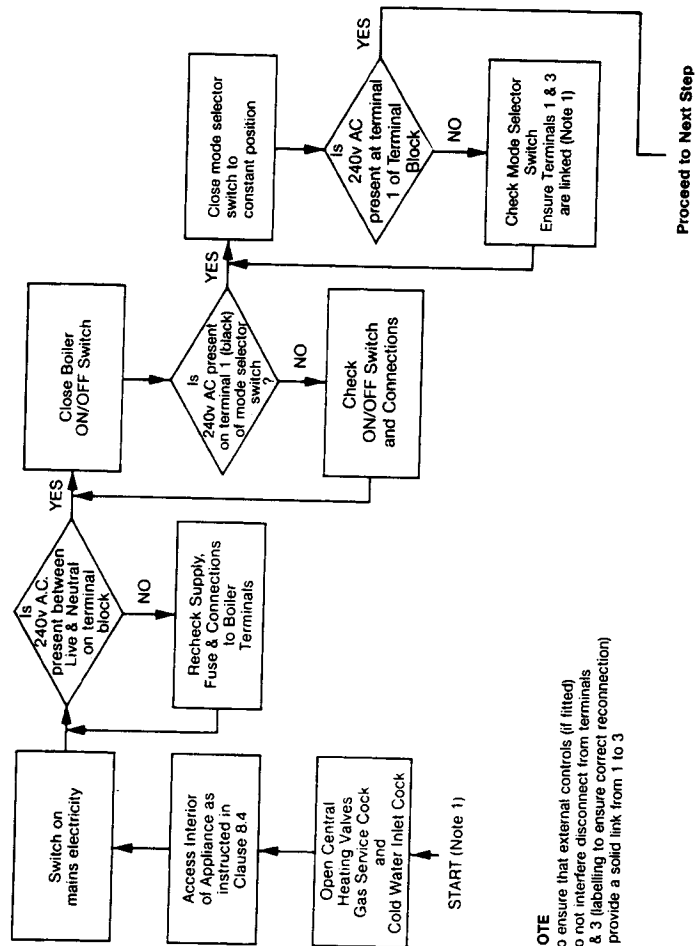 START (Note 1)
Open Central
Heating Valves
Gas Service Cock
and
Cold Water Inlet Cock
Access Interior
of Appliance as
instructed in
Clause 8.4
Switch on
mains electricity
Is
240v A.C.
present between
Live & Neutral
on terminal
block
NO
YES
Recheck Supply,
Fuse & Connections
to Boiler
Terminals
Close Boiler
ON/OFF Switch
Is
240v AC present
on terminal 1 (black)
of mode selector
switch
?
NO
YES
Check
ON/OFF Switch
and Connections
Close mode selector
switch to
constant position
Is
240v AC
present at terminal
1 of Terminal
Block
NO
YES
Check Mode Selector
Switch
Ensure Terminals 1 & 3
are linked (Note 1)
Proceed to Next Step
OTE
o ensure that external controls (if fitted)
o not interfere disconnect from terminals
& 3 (labelling to ensure correct reconnection)
provide a solid link from 1 to 3